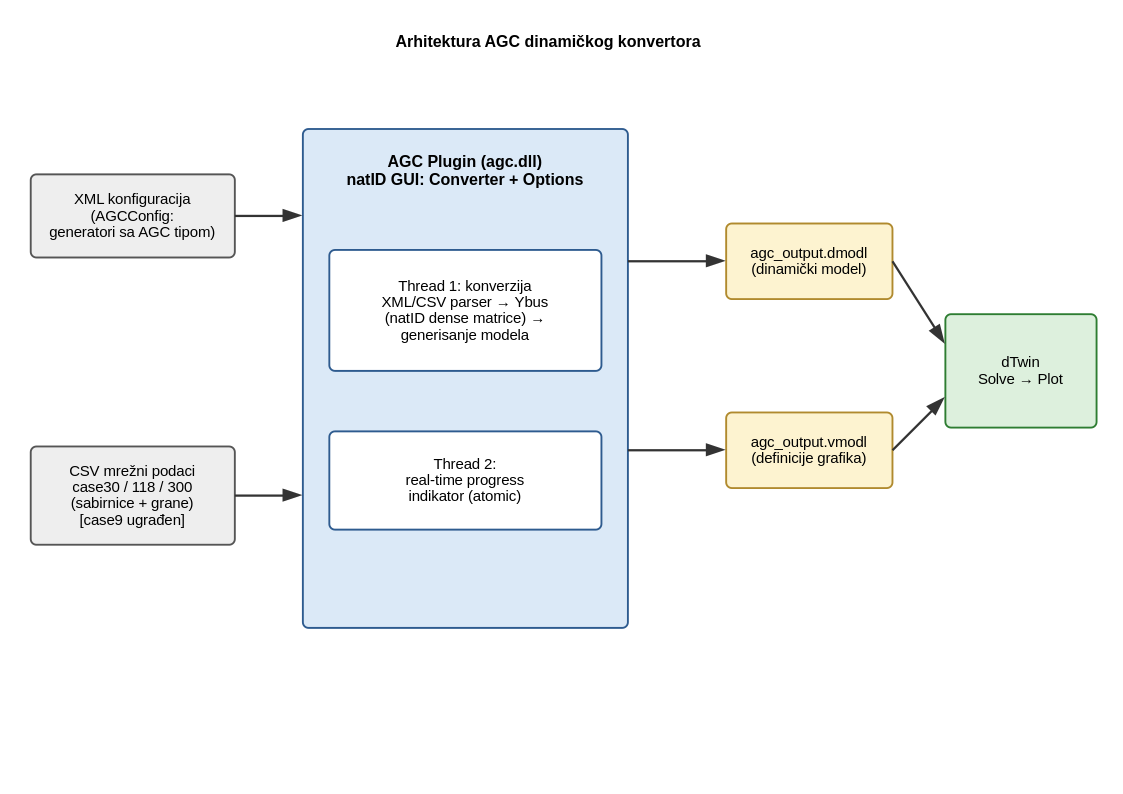 Arhitektura AGC dinamičkog konvertora
XML konfiguracija
(AGCConfig:
generatori sa AGC tipom)
CSV mrežni podaci
case30 / 118 / 300
(sabirnice + grane)
[case9 ugrađen]
AGC Plugin (agc.dll)
natID GUI: Converter + Options
Thread 1: konverzija
XML/CSV parser → Ybus
(natID dense matrice) →
generisanje modela
Thread 2:
real-time progress
indikator (atomic)
agc_output.dmodl
(dinamički model)
agc_output.vmodl
(definicije grafika)
dTwin
Solve → Plot